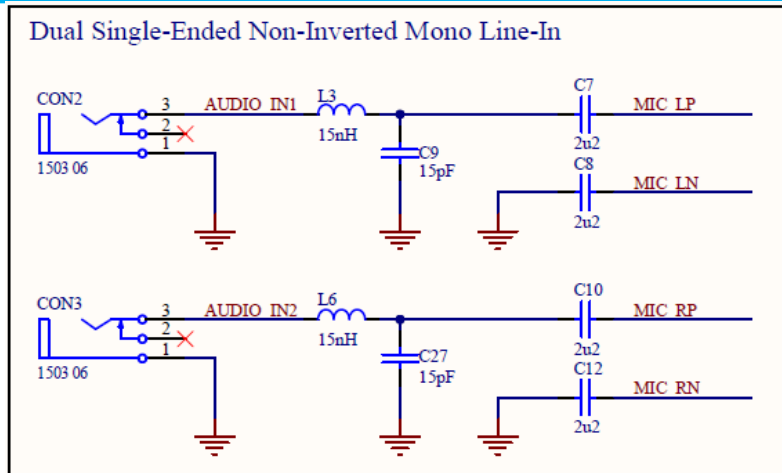 Dual Single-Ended Non-Inverted Mono Line-In
CON2
3
AUDIO_IN1
L3
C7
MIC_LP
2
15nH
2u2
1
C9
15pF
C8
MIC_LN
1503 06
2u2
CON3
3
AUDIO_IN2
L6
C10
MIC_RP
2
15nH
2u2
1
C27
15pF
C12
MIC_RN
1503 06
2u2